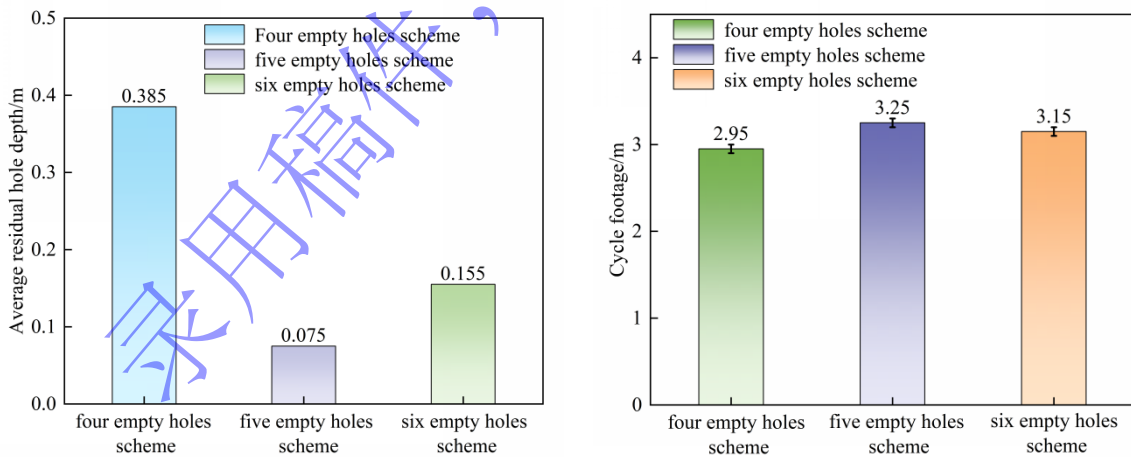 0.5
0.4
0.3
0.2
0.1
0.0
Average residual hole depth/m
Four empty holes scheme
five empty holes scheme
six empty holes scheme
0.385
0.075
0.155
four empty holes
scheme
five empty holes
scheme
six empty holes
scheme
录用稿件，
4
3
2
1
0
Cycle footage/m
four empty holes scheme
five empty holes scheme
six empty holes scheme
2.95
3.25
3.15
four empty holes
scheme
five empty holes
scheme
six empty holes
scheme